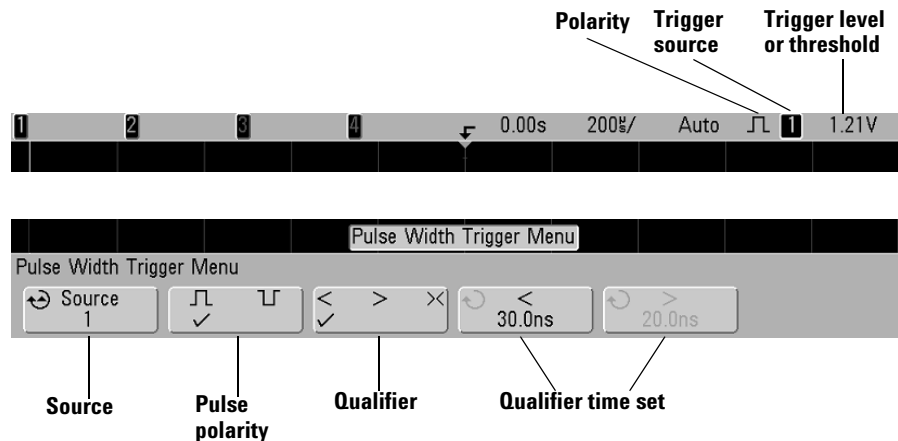 Polarity Trigger source Trigger level or threshold
1 2 3 4 0.00s 200µs/ Auto 1 1.21V
Pulse Width Trigger Menu
Pulse Width Trigger Menu
Source < > >< < >
1 ✓ ✓ 30.0ns 20.0ns
Source Pulse polarity Qualifier Qualifier time set